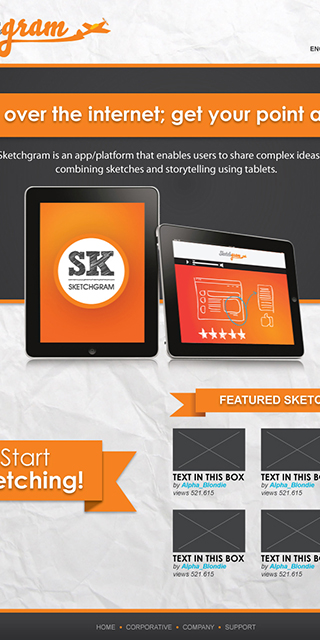 gram
over the internet; get your point a
Sketchgram is an app/platform that enables users to share complex ideas
combining sketches and storytelling using tablets.
SK
SKETCHGRAM
Sketchgram
FEATURED SKETC
Start
etching!
TEXT IN THIS BOX
by Alpha_Blondie
views 521.615
TEXT IN THIS BOX
by Alpha_Blondie
views 521.615
TEXT IN THIS BOX
by Alpha_Blondie
views 521.615
TEXT IN THIS BOX
by Alpha_Blondie
views 521.615
HOME • CORPORATIVE • COMPANY • SUPPORT